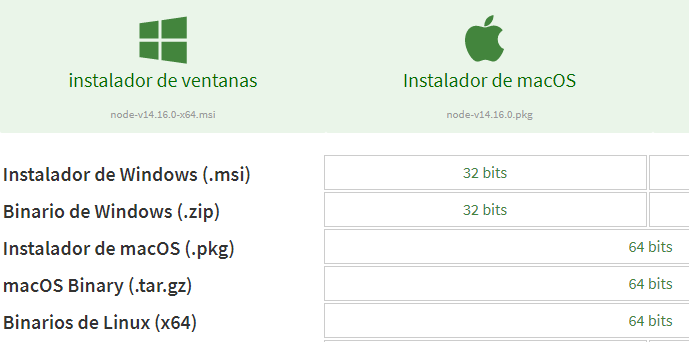 instalador de ventanas
Instalador de macOS
node-v14.16.0-x64.msi
node-v14.16.0.pkg
Instalador de Windows (.msi) 32 bits
Binario de Windows (.zip) 32 bits
Instalador de macOS (.pkg) 64 bits
macOS Binary (.tar.gz) 64 bits
Binarios de Linux (x64) 64 bits